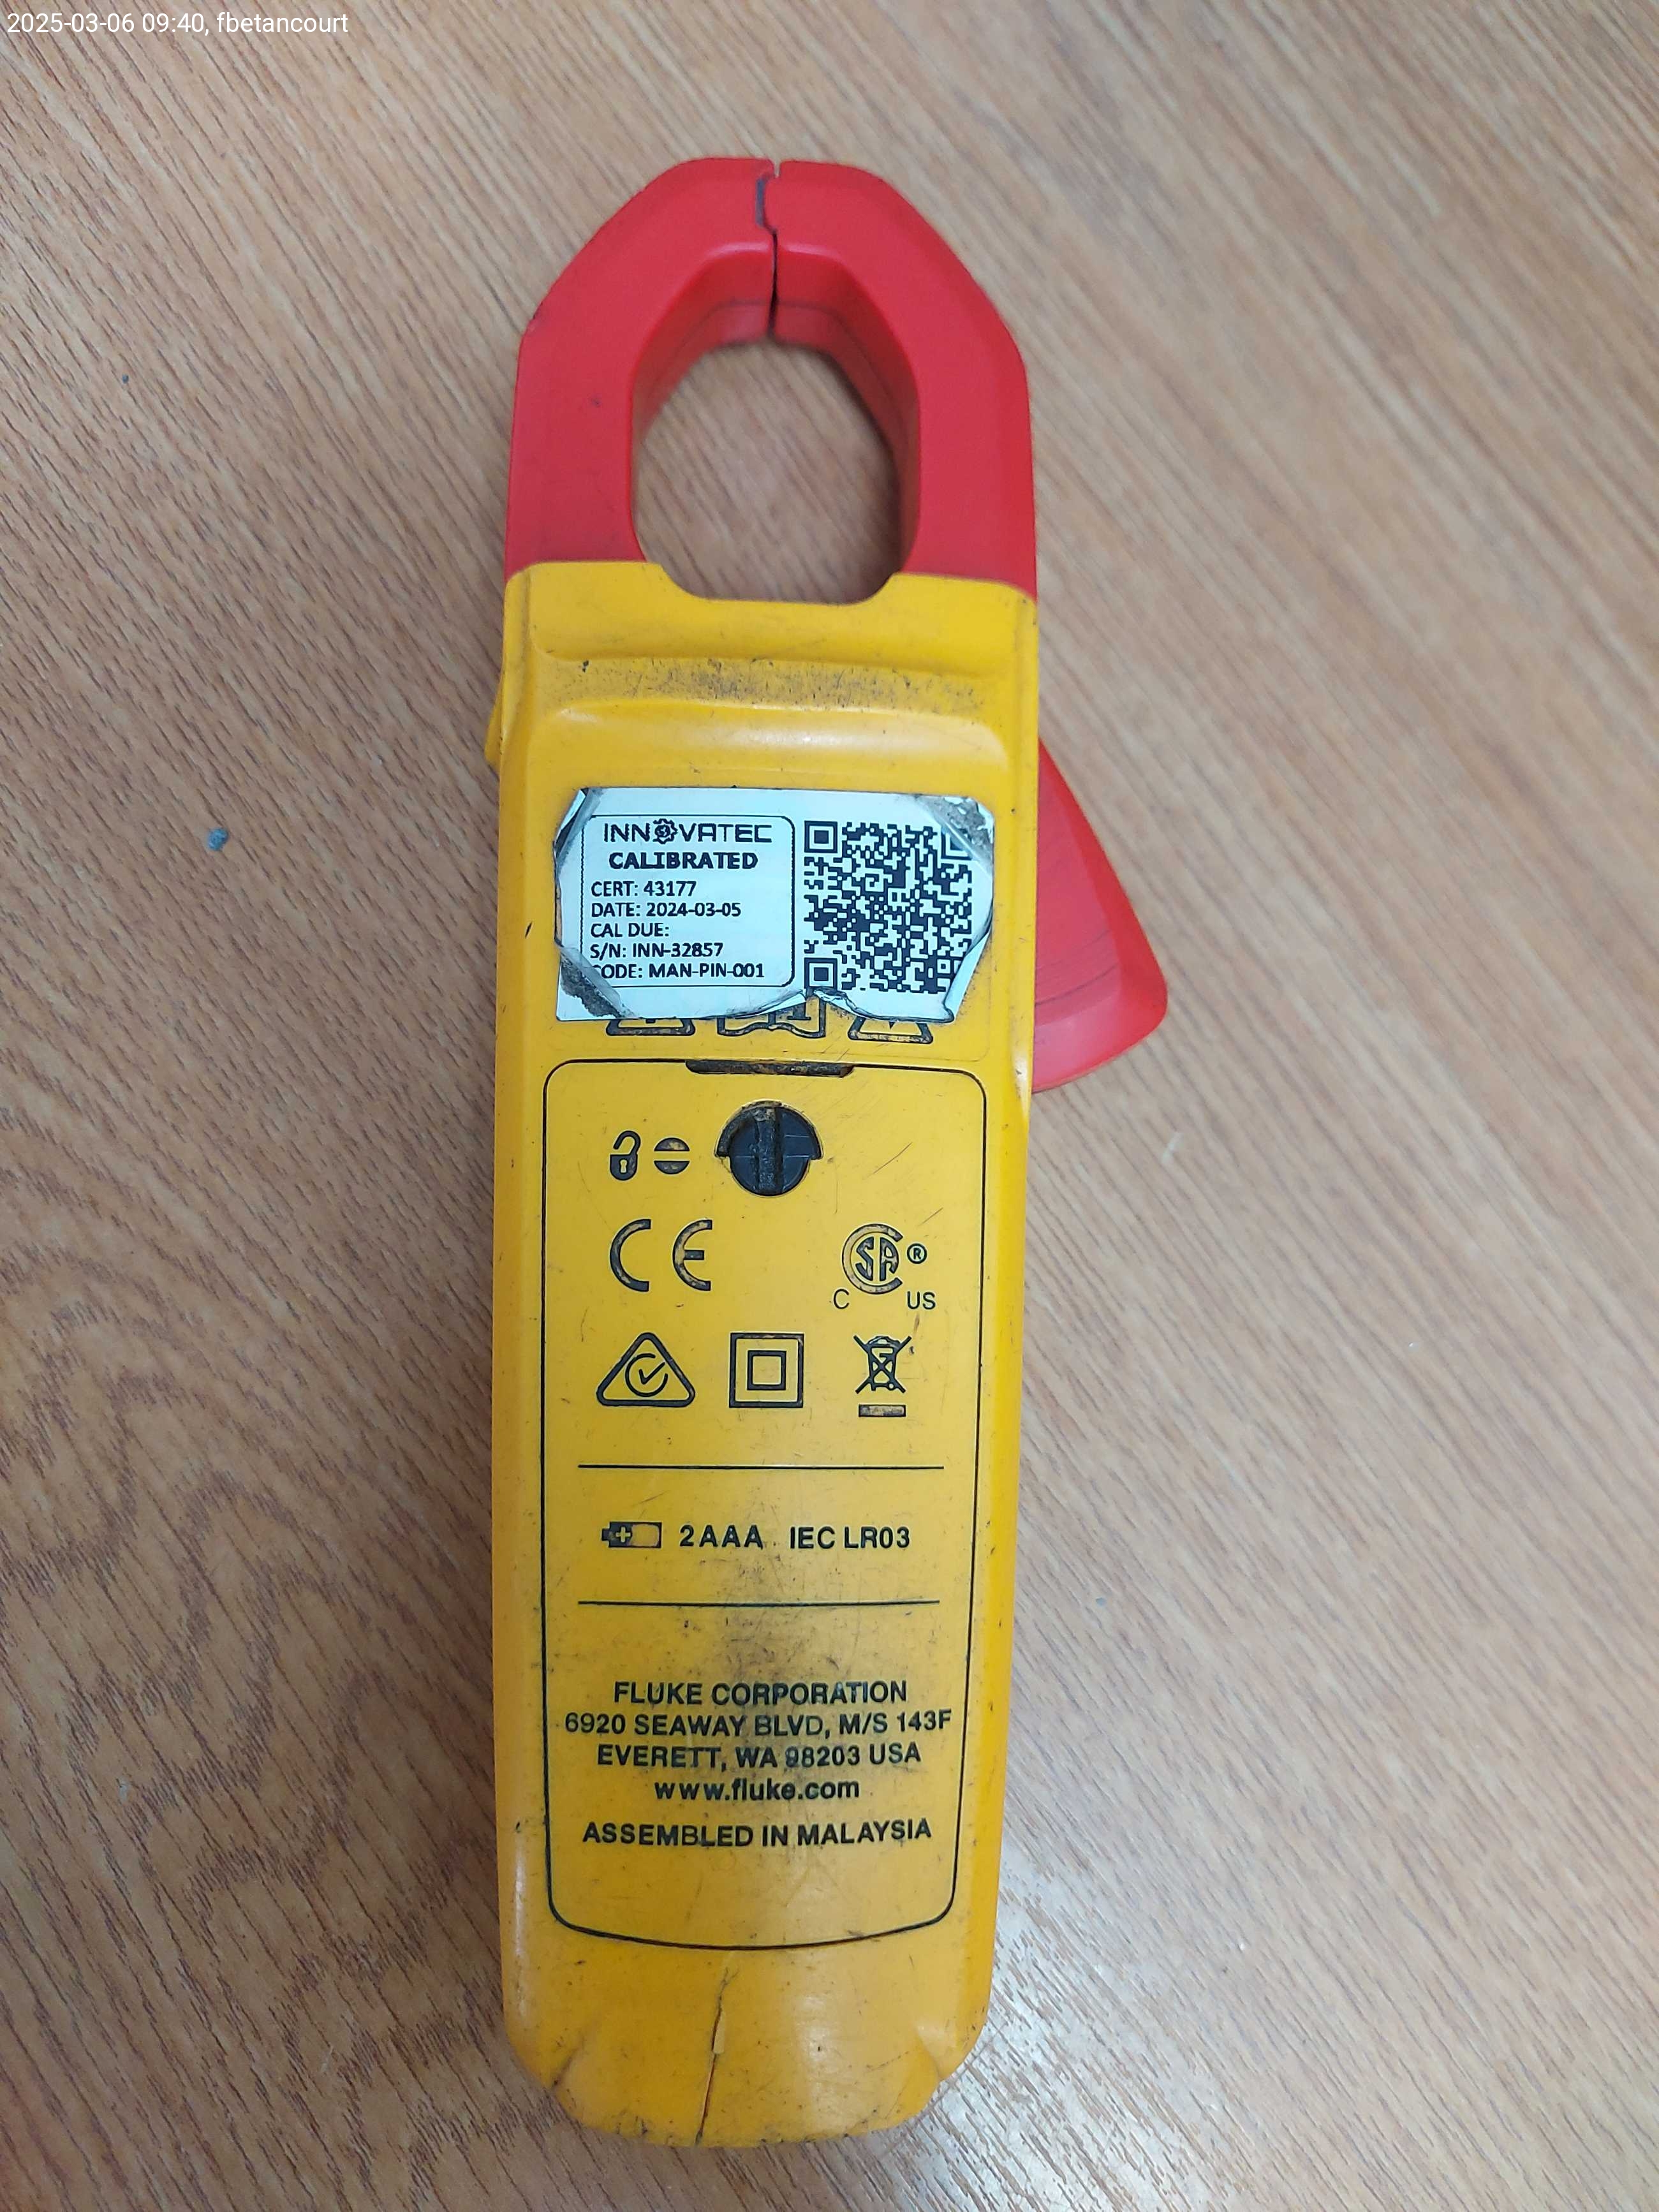 2025-03-06 09:40, fbetancourt
INNOVATEC
CALIBRATED
CERT: 43177
DATE: 2024-03-05
CAL DUE:
S/N: INN-32857
CODE: MAN-PIN-001
CE
CSA®
C US
2AAA IEC LR03
FLUKE CORPORATION
6920 SEAWAY BLVD, M/S 143F
EVERETT, WA 98203 USA
www.fluke.com
ASSEMBLED IN MALAYSIA